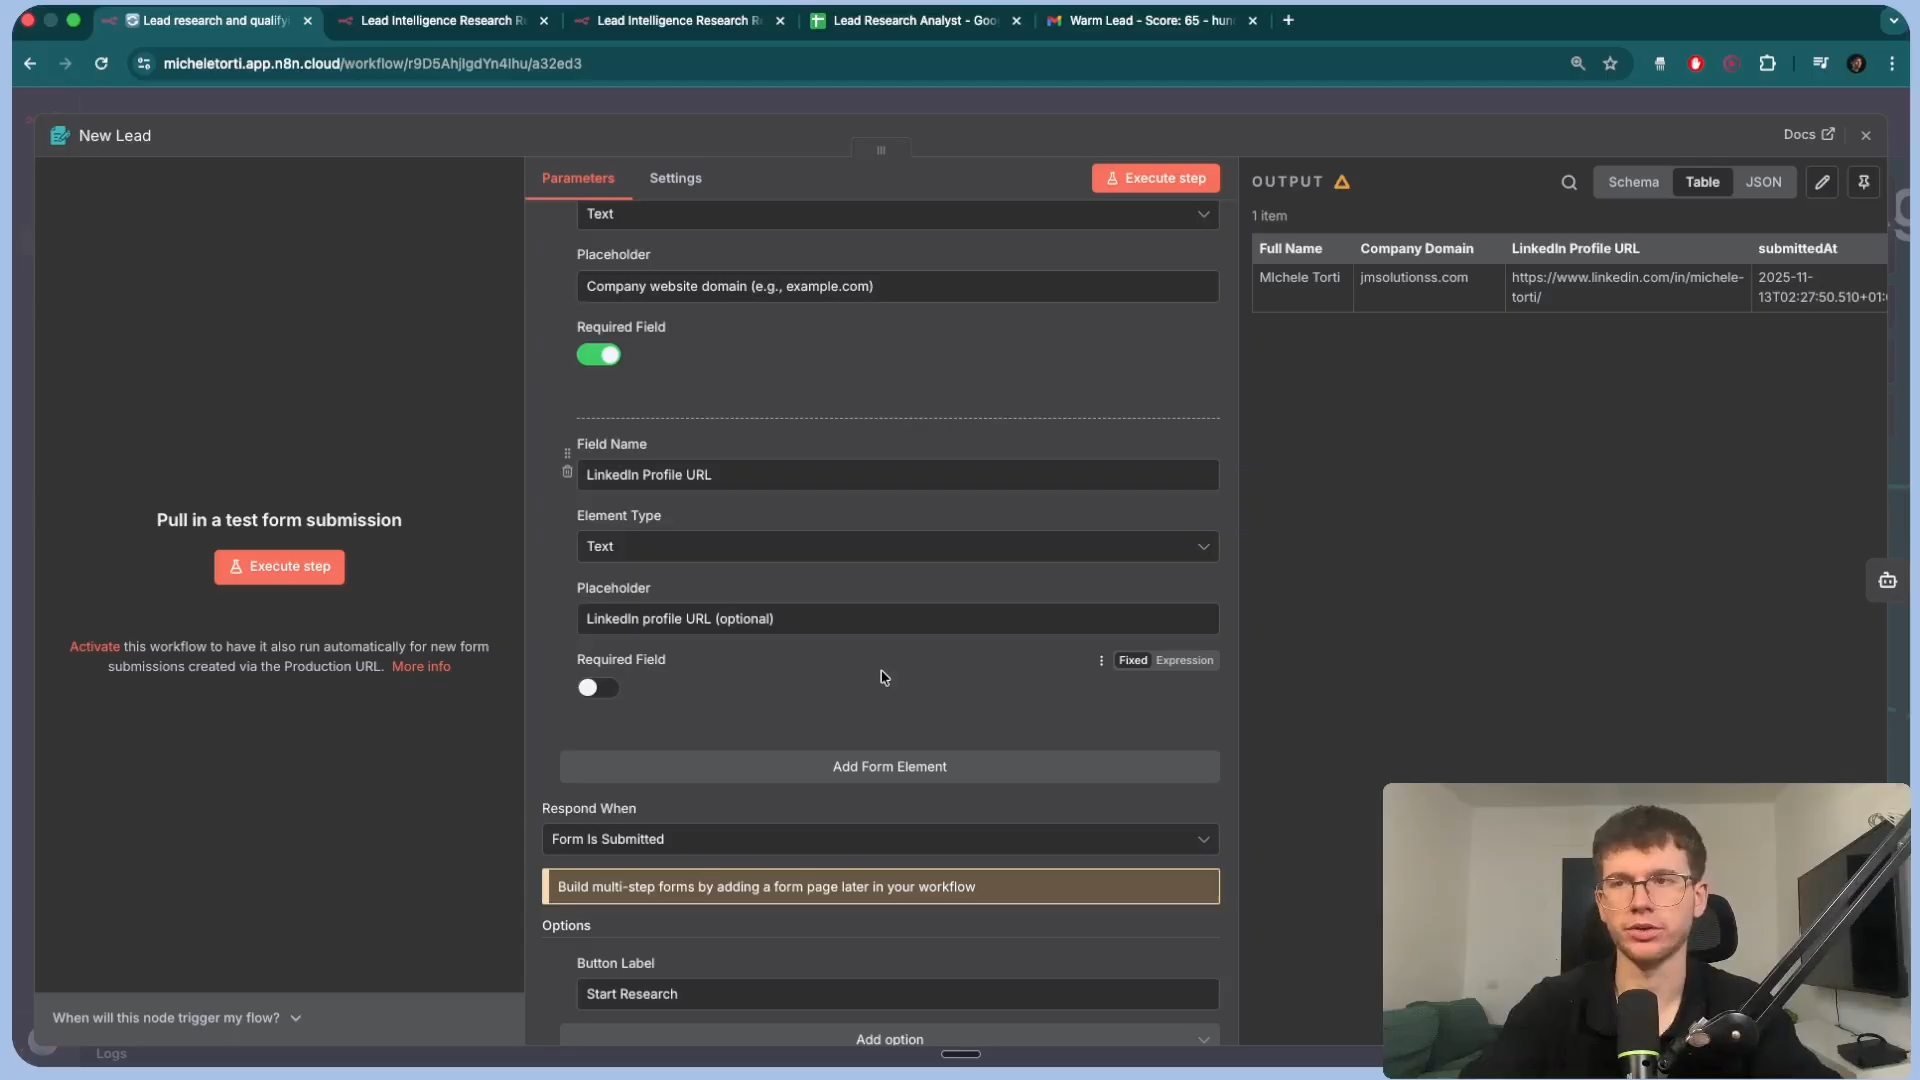 Lead research and qualifyi
Lead Intelligence Research R
Lead Intelligence Research R
Lead Research Analyst - Goo
Warm Lead - Score: 65 - hun
micheletorti.app.n8n.cloud/workflow/r9D5AhjIgdYn4lhu/a32ed3
New Lead
Docs
Parameters
Settings
Execute step
OUTPUT
Schema
Table
JSON
1 item
Full Name
Company Domain
LinkedIn Profile URL
submittedAt
MIchele Torti
jmsolutionss.com
https://www.linkedin.com/in/michele-
torti/
2025-11-
13T02:27:50.510+01:
Text
Placeholder
Company website domain (e.g., example.com)
Required Field
Field Name
LinkedIn Profile URL
Element Type
Text
Placeholder
LinkedIn profile URL (optional)
Required Field
Fixed
Expression
Add Form Element
Respond When
Form Is Submitted
Build multi-step forms by adding a form page later in your workflow
Options
Button Label
Start Research
Add option
Pull in a test form submission
Execute step
Activate this workflow to have it also run automatically for new form
submissions created via the Production URL. More info
When will this node trigger my flow?
Logs